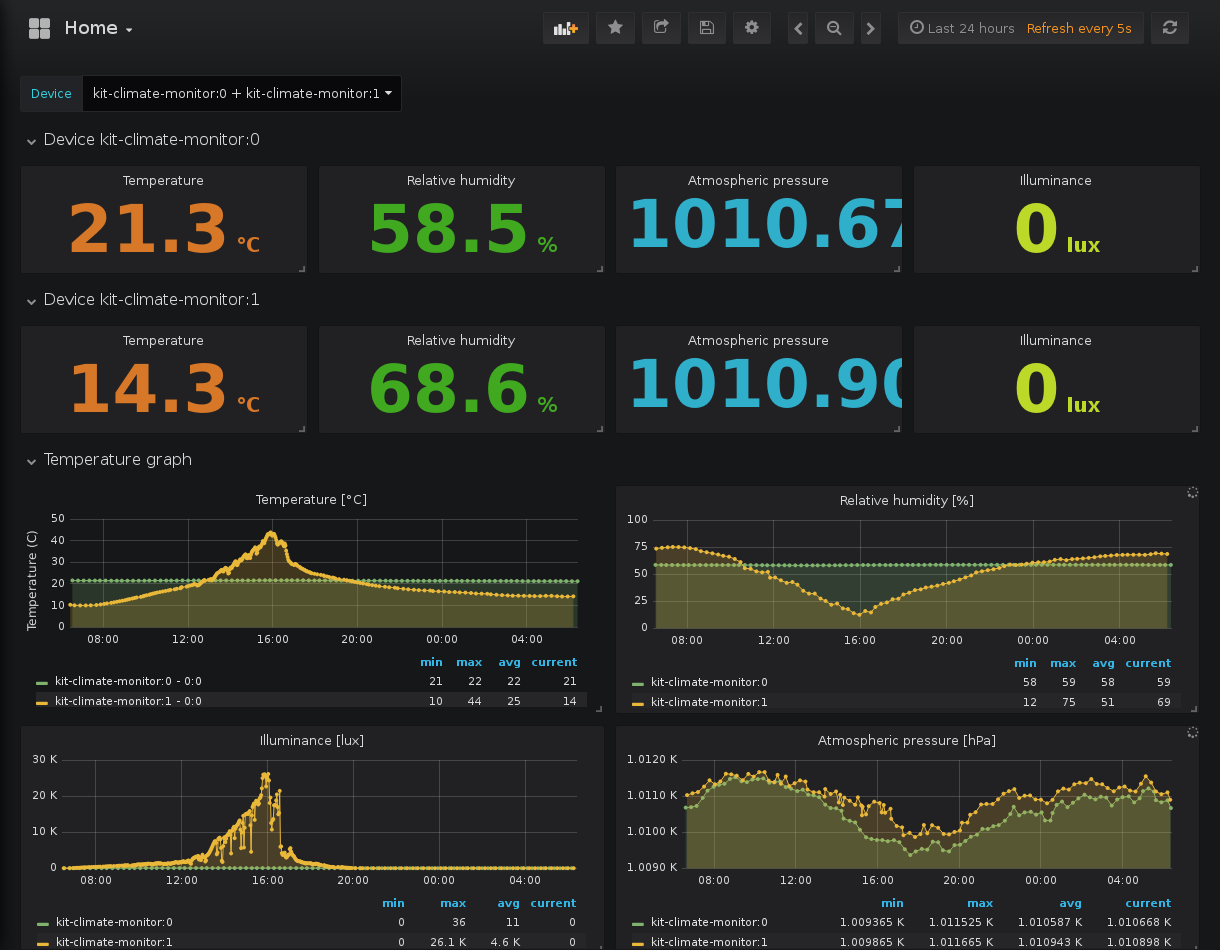 Home
Last 24 hours Refresh every 5s
Device kit-climate-monitor:0 + kit-climate-monitor:1
Device kit-climate-monitor:0
Temperature Relative humidity Atmospheric pressure Illuminance
21.3 °C 58.5 % 1010.67 0 lux
Device kit-climate-monitor:1
Temperature Relative humidity Atmospheric pressure Illuminance
14.3 °C 68.6 % 1010.90 0 lux
Temperature graph
Temperature [°C]
Temperature (C)
50
40
30
20
10
0
08:00 12:00 16:00 20:00 00:00 04:00
min max avg current
kit-climate-monitor:0 - 0:0 21 22 22 21
kit-climate-monitor:1 - 0:0 10 44 25 14
Relative humidity [%]
100
75
50
25
0
08:00 12:00 16:00 20:00 00:00 04:00
min max avg current
kit-climate-monitor:0 58 59 58 59
kit-climate-monitor:1 12 75 51 69
Illuminance [lux]
30 K
20 K
10 K
0
08:00 12:00 16:00 20:00 00:00 04:00
min max avg current
kit-climate-monitor:0 0 36 11 0
kit-climate-monitor:1 0 26.1 K 4.6 K 0
Atmospheric pressure [hPa]
1.0120 K
1.0110 K
1.0100 K
1.0090 K
08:00 12:00 16:00 20:00 00:00 04:00
min max avg current
kit-climate-monitor:0 1.009365 K 1.011525 K 1.010587 K 1.010668 K
kit-climate-monitor:1 1.009865 K 1.011665 K 1.010943 K 1.010898 K